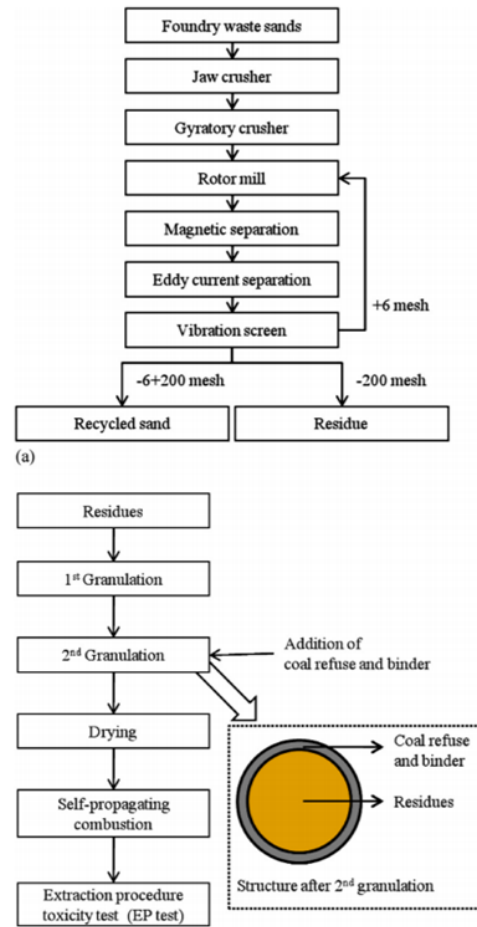 Foundry waste sands
Jaw crusher
Gyratory crusher
Rotor mill
Magnetic separation
Eddy current separation
+6 mesh
Vibration screen
-6+200 mesh
-200 mesh
Recycled sand
Residue
(a)
Residues
1st Granulation
2nd Granulation
Addition of
coal refuse and binder
Drying
Coal refuse
and binder
Self-propagating
combustion
Residues
Extraction procedure
toxicity test (EP test)
Structure after 2nd granulation